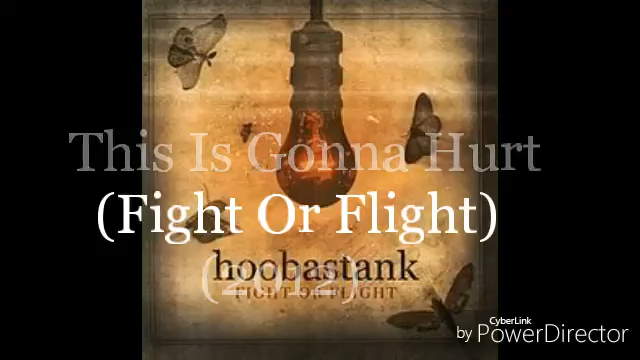 This Is Gonna Hurt
(Fight Or Flight)
hoobastank
(2012)
FIGHT OR FLIGHT
CyberLink
by PowerDirector